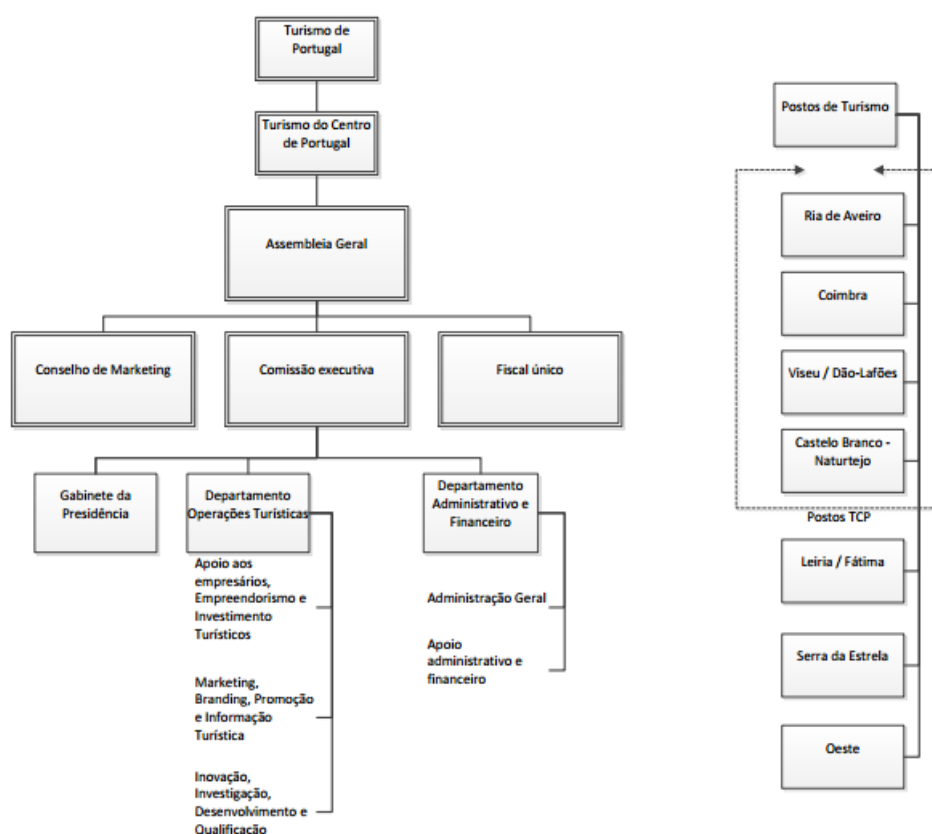 Turismo de
Portugal
Turismo do Centro
de Portugal
Assembleia Geral
Conselho de Marketing
Comissão executiva
Fiscal único
Gabinete da
Presidência
Departamento
Operações Turísticas
Departamento
Administrativo e
Financeiro
Apoio aos
empresários,
Empreendorismo e
Investimento
Turísticos
Marketing,
Branding, Promoção
e Informação
Turística
Inovação,
Investigação,
Desenvolvimento e
Qualificação
Administração Geral
Apoio
administrativo e
financeiro
Postos de Turismo
Ria de Aveiro
Coimbra
Viseu / Dão-Lafões
Castelo Branco -
Naturtejo
Postos TCP
Leiria / Fátima
Serra da Estrela
Oeste